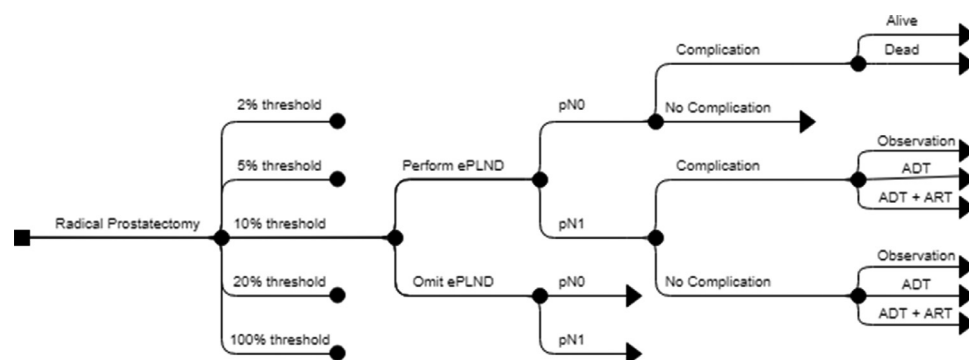 Alive
Complication
Dead
2% threshold
pN0
No Complication
Observation
5% threshold
Perform ePLND
Complication
ADT
ADT + ART
Radical Prostatectomy
10% threshold
pN1
Observation
20% threshold
Omit ePLND
pN0
No Complication
ADT
ADT + ART
100% threshold
pN1